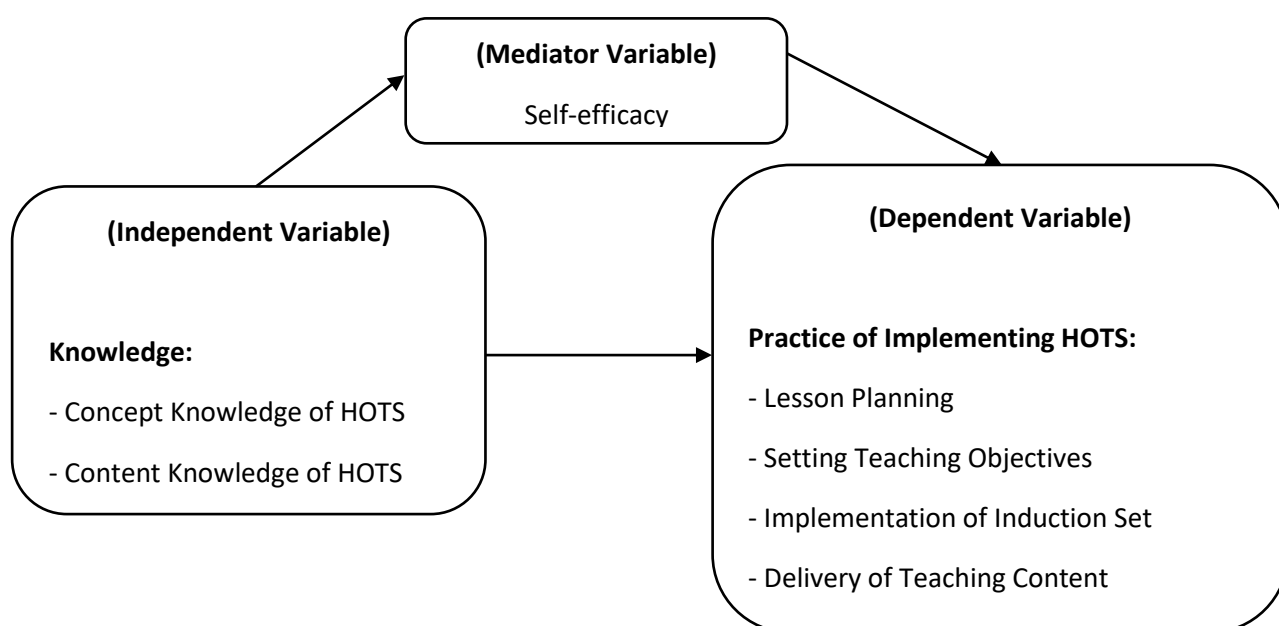 (Mediator Variable)
Self-efficacy
(Independent Variable)
Knowledge:
- Concept Knowledge of HOTS
- Content Knowledge of HOTS
(Dependent Variable)
Practice of Implementing HOTS:
- Lesson Planning
- Setting Teaching Objectives
- Implementation of Induction Set
- Delivery of Teaching Content